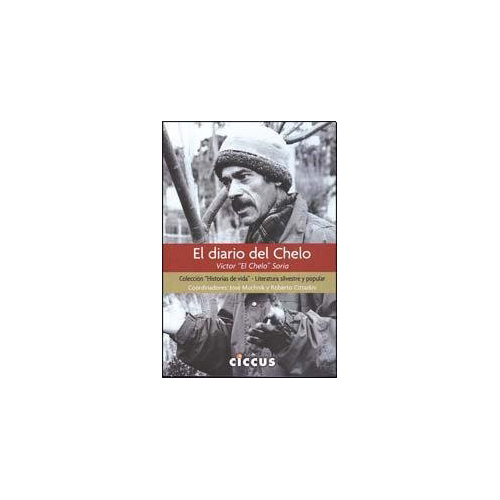 El diario del Chelo
Víctor "El Chelo" Soria
Colección "Historias de vida" - Literatura silvestre y popular
Coordinadores: José Muchnik y Roberto Cittadini
ciccus